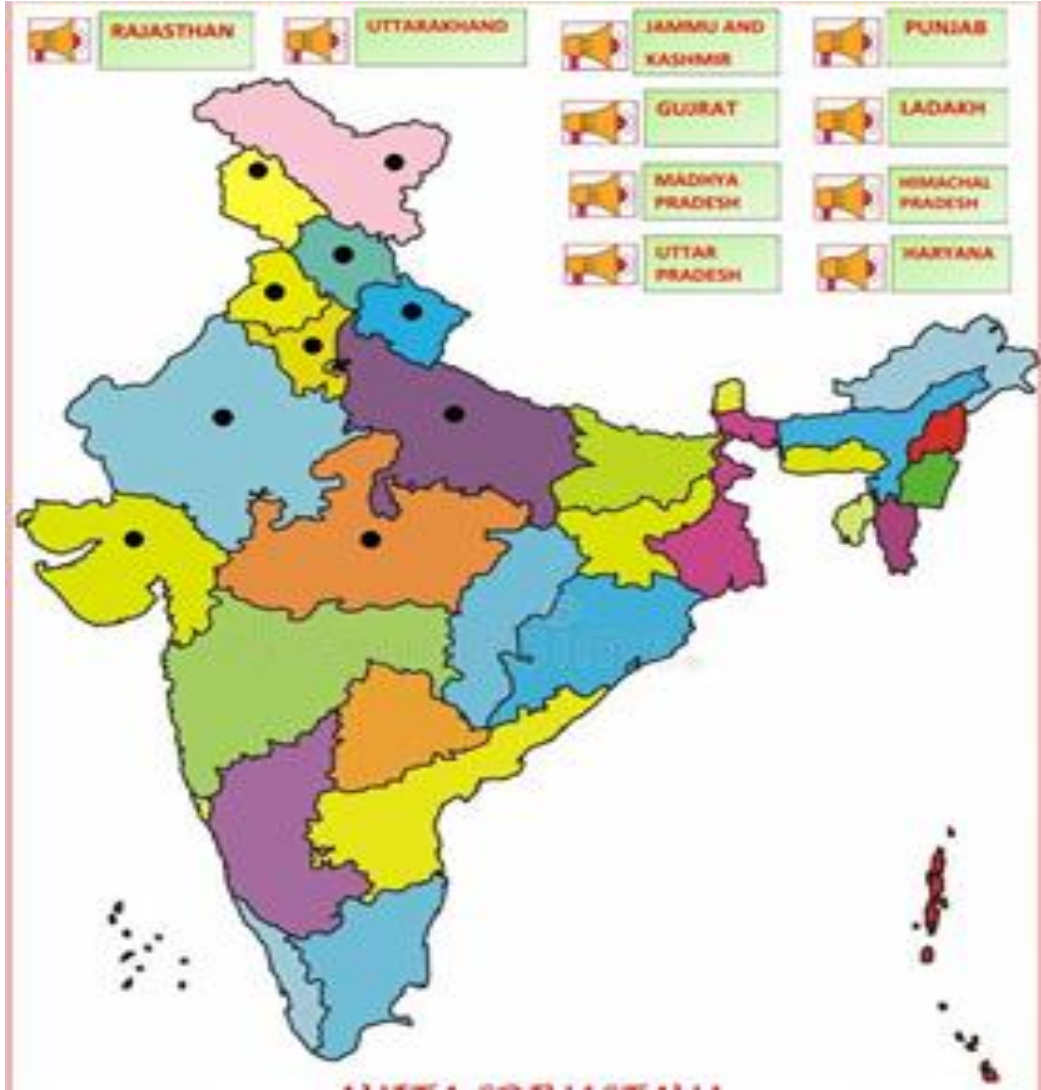 RAJASTHAN
UTTARAKHAND
JAMMU AND
KASHMIR
PUNJAB
GUJRAT
LADAKH
MADHYA
PRADESH
HIMACHAL
PRADESH
UTTAR
PRADESH
HARYANA